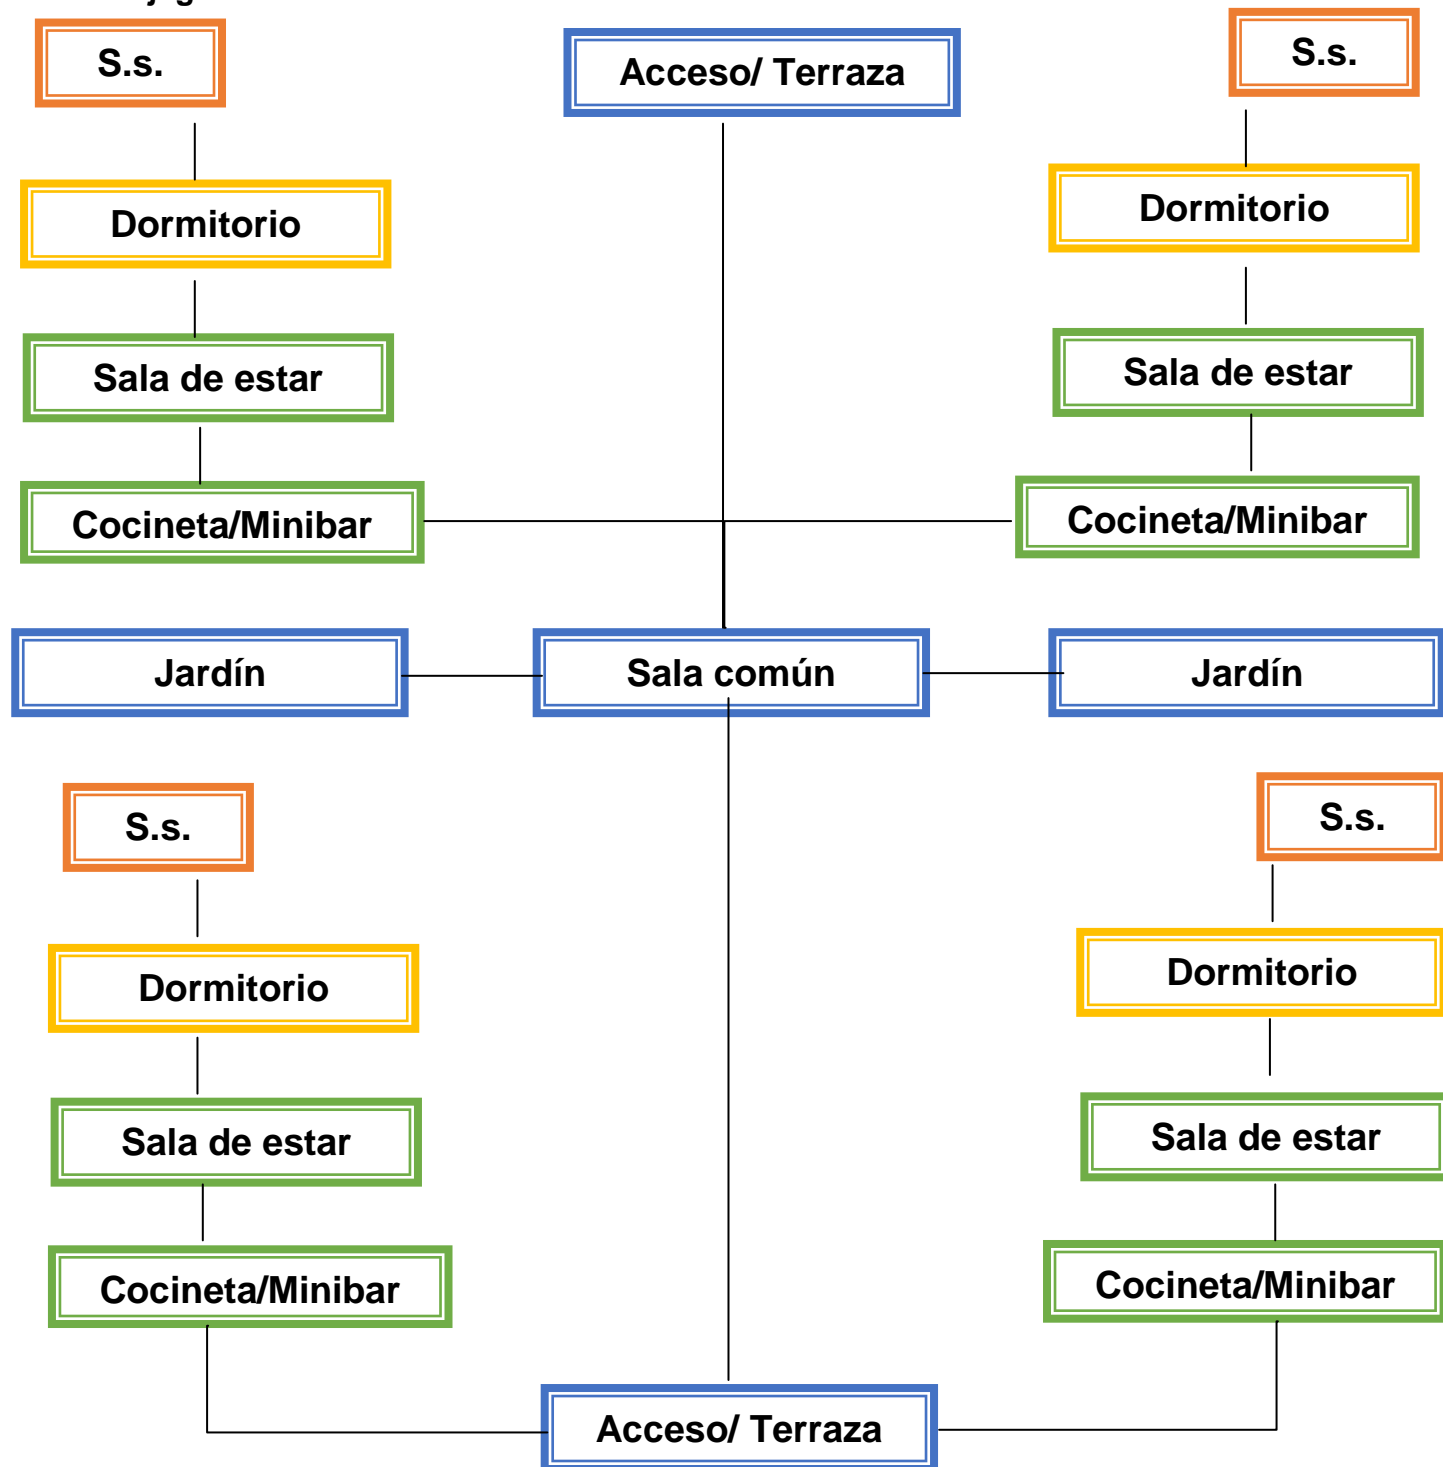 S.s.
Acceso/ Terraza
S.s.
Dormitorio
Dormitorio
Sala de estar
Sala de estar
Cocineta/Minibar
Cocineta/Minibar
Jardín
Sala común
Jardín
S.s.
S.s.
Dormitorio
Dormitorio
Sala de estar
Sala de estar
Cocineta/Minibar
Cocineta/Minibar
Acceso/ Terraza